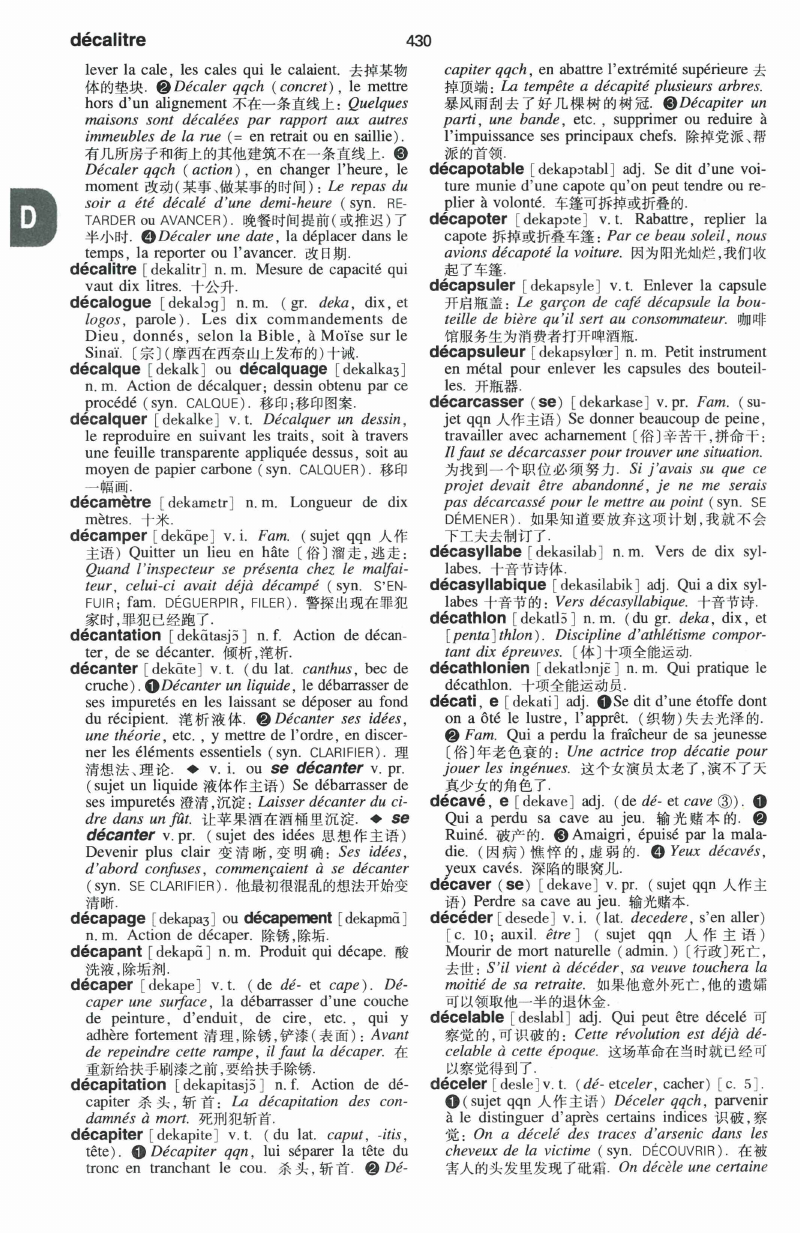 décalitre
430
lever la cale, les cales qui le calaient. 去掉某物
体的垫块. ❷ Décaler qqch (concret), le mettre
hors d'un alignement 不在一条直线上: Quelques
maisons sont décalées par rapport aux autres
immeubles de la rue (= en retrait ou en saillie).
有几所房子和街上的其他建筑不在一条直线上. ❸
Décaler qqch (action), en changer l'heure, le
moment 改动(某事、做某事的时间): Le repas du
soir a été décalé d'une demi-heure (syn. RE-
TARDER ou AVANCER). 晚餐时间提前(或推迟)了
半小时. ❹ Décaler une date, la déplacer dans le
temps, la reporter ou l'avancer. 改日期.
décalitre [dekalitr] n. m. Mesure de capacité qui
vaut dix litres. 十公升.
décalogue [dekalɔg] n. m. (gr. deka, dix, et
logos, parole). Les dix commandements de
Dieu, donnés, selon la Bible, à Moïse sur le
Sinaï. 〔宗〕(摩西在西奈山上发布的)十诫.
décalque [dekalk] ou décalquage [dekalkaʒ]
n. m. Action de décalquer; dessin obtenu par ce
procédé (syn. CALQUE). 移印;移印图案.
décalquer [dekalke] v. t. Décalquer un dessin,
le reproduire en suivant les traits, soit à travers
une feuille transparente appliquée dessus, soit au
moyen de papier carbone (syn. CALQUER). 移印
一幅画.
décamètre [dekamɛtr] n. m. Longueur de dix
mètres. 十米.
décamper [dekɑ̃pe] v. i. Fam. (sujet qqn 人作
主语) Quitter un lieu en hâte 〔俗〕溜走,逃走:
Quand l'inspecteur se présenta chez le malfai-
teur, celui-ci avait déjà décampé (syn. S'EN-
FUIR; fam. DÉGUERPIR, FILER). 警探出现在罪犯
家时,罪犯已经跑了.
décantation [dekɑ̃tasjɔ̃] n. f. Action de décan-
ter, de se décanter. 倾析,滗析.
décanter [dekɑ̃te] v. t. (du lat. canthus, bec de
cruche). ❶ Décanter un liquide, le débarrasser de
ses impuretés en les laissant se déposer au fond
du récipient. 滗析液体. ❷ Décanter ses idées,
une théorie, etc., y mettre de l'ordre, en discer-
ner les éléments essentiels (syn. CLARIFIER). 理
清想法、理论. ◆ v. i. ou se décanter v. pr.
(sujet un liquide 液体作主语) Se débarrasser de
ses impuretés 澄清,沉淀: Laisser décanter du ci-
dre dans un fût. 让苹果酒在酒桶里沉淀. ◆ se
décanter v. pr. (sujet des idées 思想作主语)
Devenir plus clair 变清晰,变明确: Ses idées,
d'abord confuses, commençaient à se décanter
(syn. SE CLARIFIER). 他最初很混乱的想法开始变
清晰.
décapage [dekapaʒ] ou décapement [dekapmɑ̃]
n. m. Action de décaper. 除锈,除垢.
décapant [dekapɑ̃] n. m. Produit qui décape. 酸
洗液,除垢剂.
décaper [dekape] v. t. (de dé- et cape). Dé-
caper une surface, la débarrasser d'une couche
de peinture, d'enduit, de cire, etc., qui y
adhère fortement 清理,除锈,铲漆(表面): Avant
de repeindre cette rampe, il faut la décaper. 在
重新给扶手刷漆之前,要给扶手除锈.
décapitation [dekapitasjɔ̃] n. f. Action de dé-
capiter 杀头,斩首: La décapitation des con-
damnés à mort. 死刑犯斩首.
décapiter [dekapite] v. t. (du lat. caput, -itis,
tête). ❶ Décapiter qqn, lui séparer la tête du
tronc en tranchant le cou. 杀头,斩首. ❷ Dé-
capiter qqch, en abattre l'extrémité supérieure 去
掉顶端: La tempête a décapité plusieurs arbres.
暴风雨刮去了好几棵树的树冠. ❸ Décapiter un
parti, une bande, etc., supprimer ou reduire à
l'impuissance ses principaux chefs. 除掉党派、帮
派的首领.
décapotable [dekapɔtabl] adj. Se dit d'une voi-
ture munie d'une capote qu'on peut tendre ou re-
plier à volonté. 车篷可拆掉或折叠的.
décapoter [dekapɔte] v. t. Rabattre, replier la
capote 拆掉或折叠车篷: Par ce beau soleil, nous
avions décapoté la voiture. 因为阳光灿烂,我们收
起了车篷.
décapsuler [dekapsyle] v. t. Enlever la capsule
开启瓶盖: Le garçon de café décapsule la bou-
teille de bière qu'il sert au consommateur. 咖啡
馆服务生为消费者打开啤酒瓶.
décapsuleur [dekapsylœr] n. m. Petit instrument
en métal pour enlever les capsules des bouteil-
les. 开瓶器.
décarcasser (se) [dekarkase] v. pr. Fam. (su-
jet qqn 人作主语) Se donner beaucoup de peine,
travailler avec acharnement 〔俗〕辛苦干,拼命干:
Il faut se décarcasser pour trouver une situation.
为找到一个职位必须努力. Si j'avais su que ce
projet devait être abandonné, je ne me serais
pas décarcassé pour le mettre au point (syn. SE
DÉMENER). 如果知道要放弃这项计划,我就不会
下工夫去制订了.
décasyllabe [dekasilab] n. m. Vers de dix syl-
labes. 十音节诗体.
décasyllabique [dekasilabik] adj. Qui a dix syl-
labes 十音节的: Vers décasyllabique. 十音节诗.
décathlon [dekatlɔ̃] n. m. (du gr. deka, dix, et
[penta]thlon). Discipline d'athlétisme compor-
tant dix épreuves. 〔体〕十项全能运动.
décathlonien [dekatlɔnjɛ̃] n. m. Qui pratique le
décathlon. 十项全能运动员.
décati, e [dekati] adj. ❶ Se dit d'une étoffe dont
on a ôté le lustre, l'apprêt. (织物)失去光泽的.
❷ Fam. Qui a perdu la fraîcheur de sa jeunesse
〔俗〕年老色衰的: Une actrice trop décatie pour
jouer les ingénues. 这个女演员太老了,演不了天
真少女的角色了.
décavé, e [dekave] adj. (de dé- et cave ③). ❶
Qui a perdu sa cave au jeu. 输光赌本的. ❷
Ruiné. 破产的. ❸ Amaigri, épuisé par la mala-
die. (因病)憔悴的,虚弱的. ❹ Yeux décavés,
yeux cavés. 深陷的眼窝儿.
décaver (se) [dekave] v. pr. (sujet qqn 人作主
语) Perdre sa cave au jeu. 输光赌本.
décéder [desede] v. i. (lat. decedere, s'en aller)
[c. 10; auxil. être] (sujet qqn 人作主语)
Mourir de mort naturelle (admin.) 〔行政〕死亡,
去世: S'il vient à décéder, sa veuve touchera la
moitié de sa retraite. 如果他意外死亡,他的遗孀
可以领取他一半的退休金.
décelable [deslabl] adj. Qui peut être décelé 可
察觉的,可识破的: Cette révolution est déjà dé-
celable à cette époque. 这场革命在当时就已经可
以察觉得到了.
déceler [desle] v. t. (dé- etceler, cacher) [c. 5].
❶ (sujet qqn 人作主语) Déceler qqch, parvenir
à le distinguer d'après certains indices 识破,察
觉: On a décelé des traces d'arsenic dans les
cheveux de la victime (syn. DÉCOUVRIR). 在被
害人的头发里发现了砒霜. On décèle une certaine
D